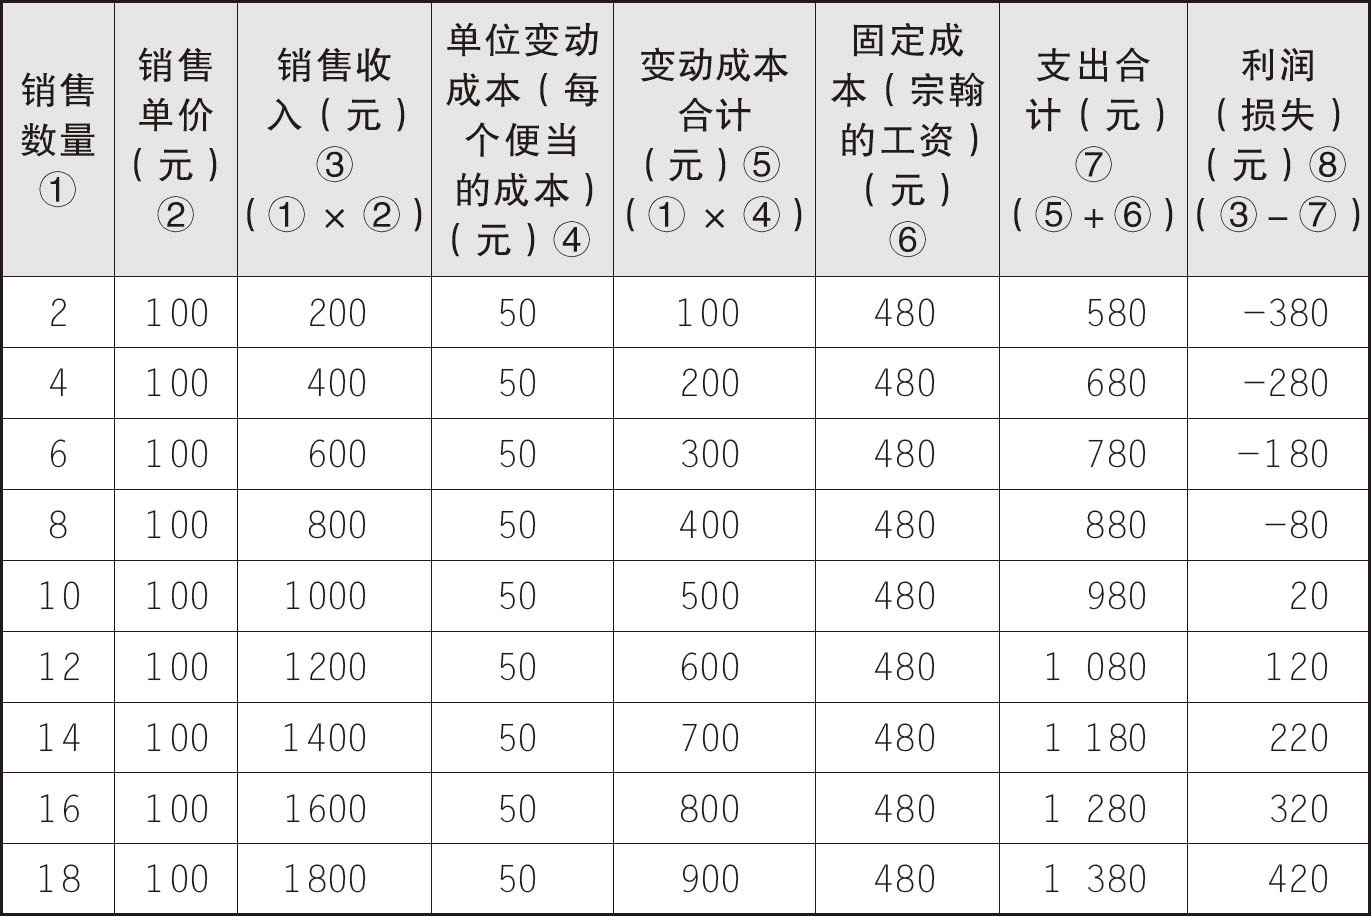 销售
数量
①
销售
单价
（元）
②
销售收
入（元）
③
（① × ②）
单位变动
成本（每
个便当
的成本）
（元）④
变动成本
合计
（元）⑤
（① × ④）
固定成
本（宗翰
的工资）
（元）
⑥
支出合
计（元）
⑦
（⑤+⑥）
利润
（损失）
（元）⑧
（③－⑦）
2 100 200 50 100 480 580 －380
4 100 400 50 200 480 680 －280
6 100 600 50 300 480 780 －180
8 100 800 50 400 480 880 －80
10 100 1000 50 500 480 980 20
12 100 1200 50 600 480 1 080 120
14 100 1400 50 700 480 1 180 220
16 100 1600 50 800 480 1 280 320
18 100 1800 50 900 480 1 380 420